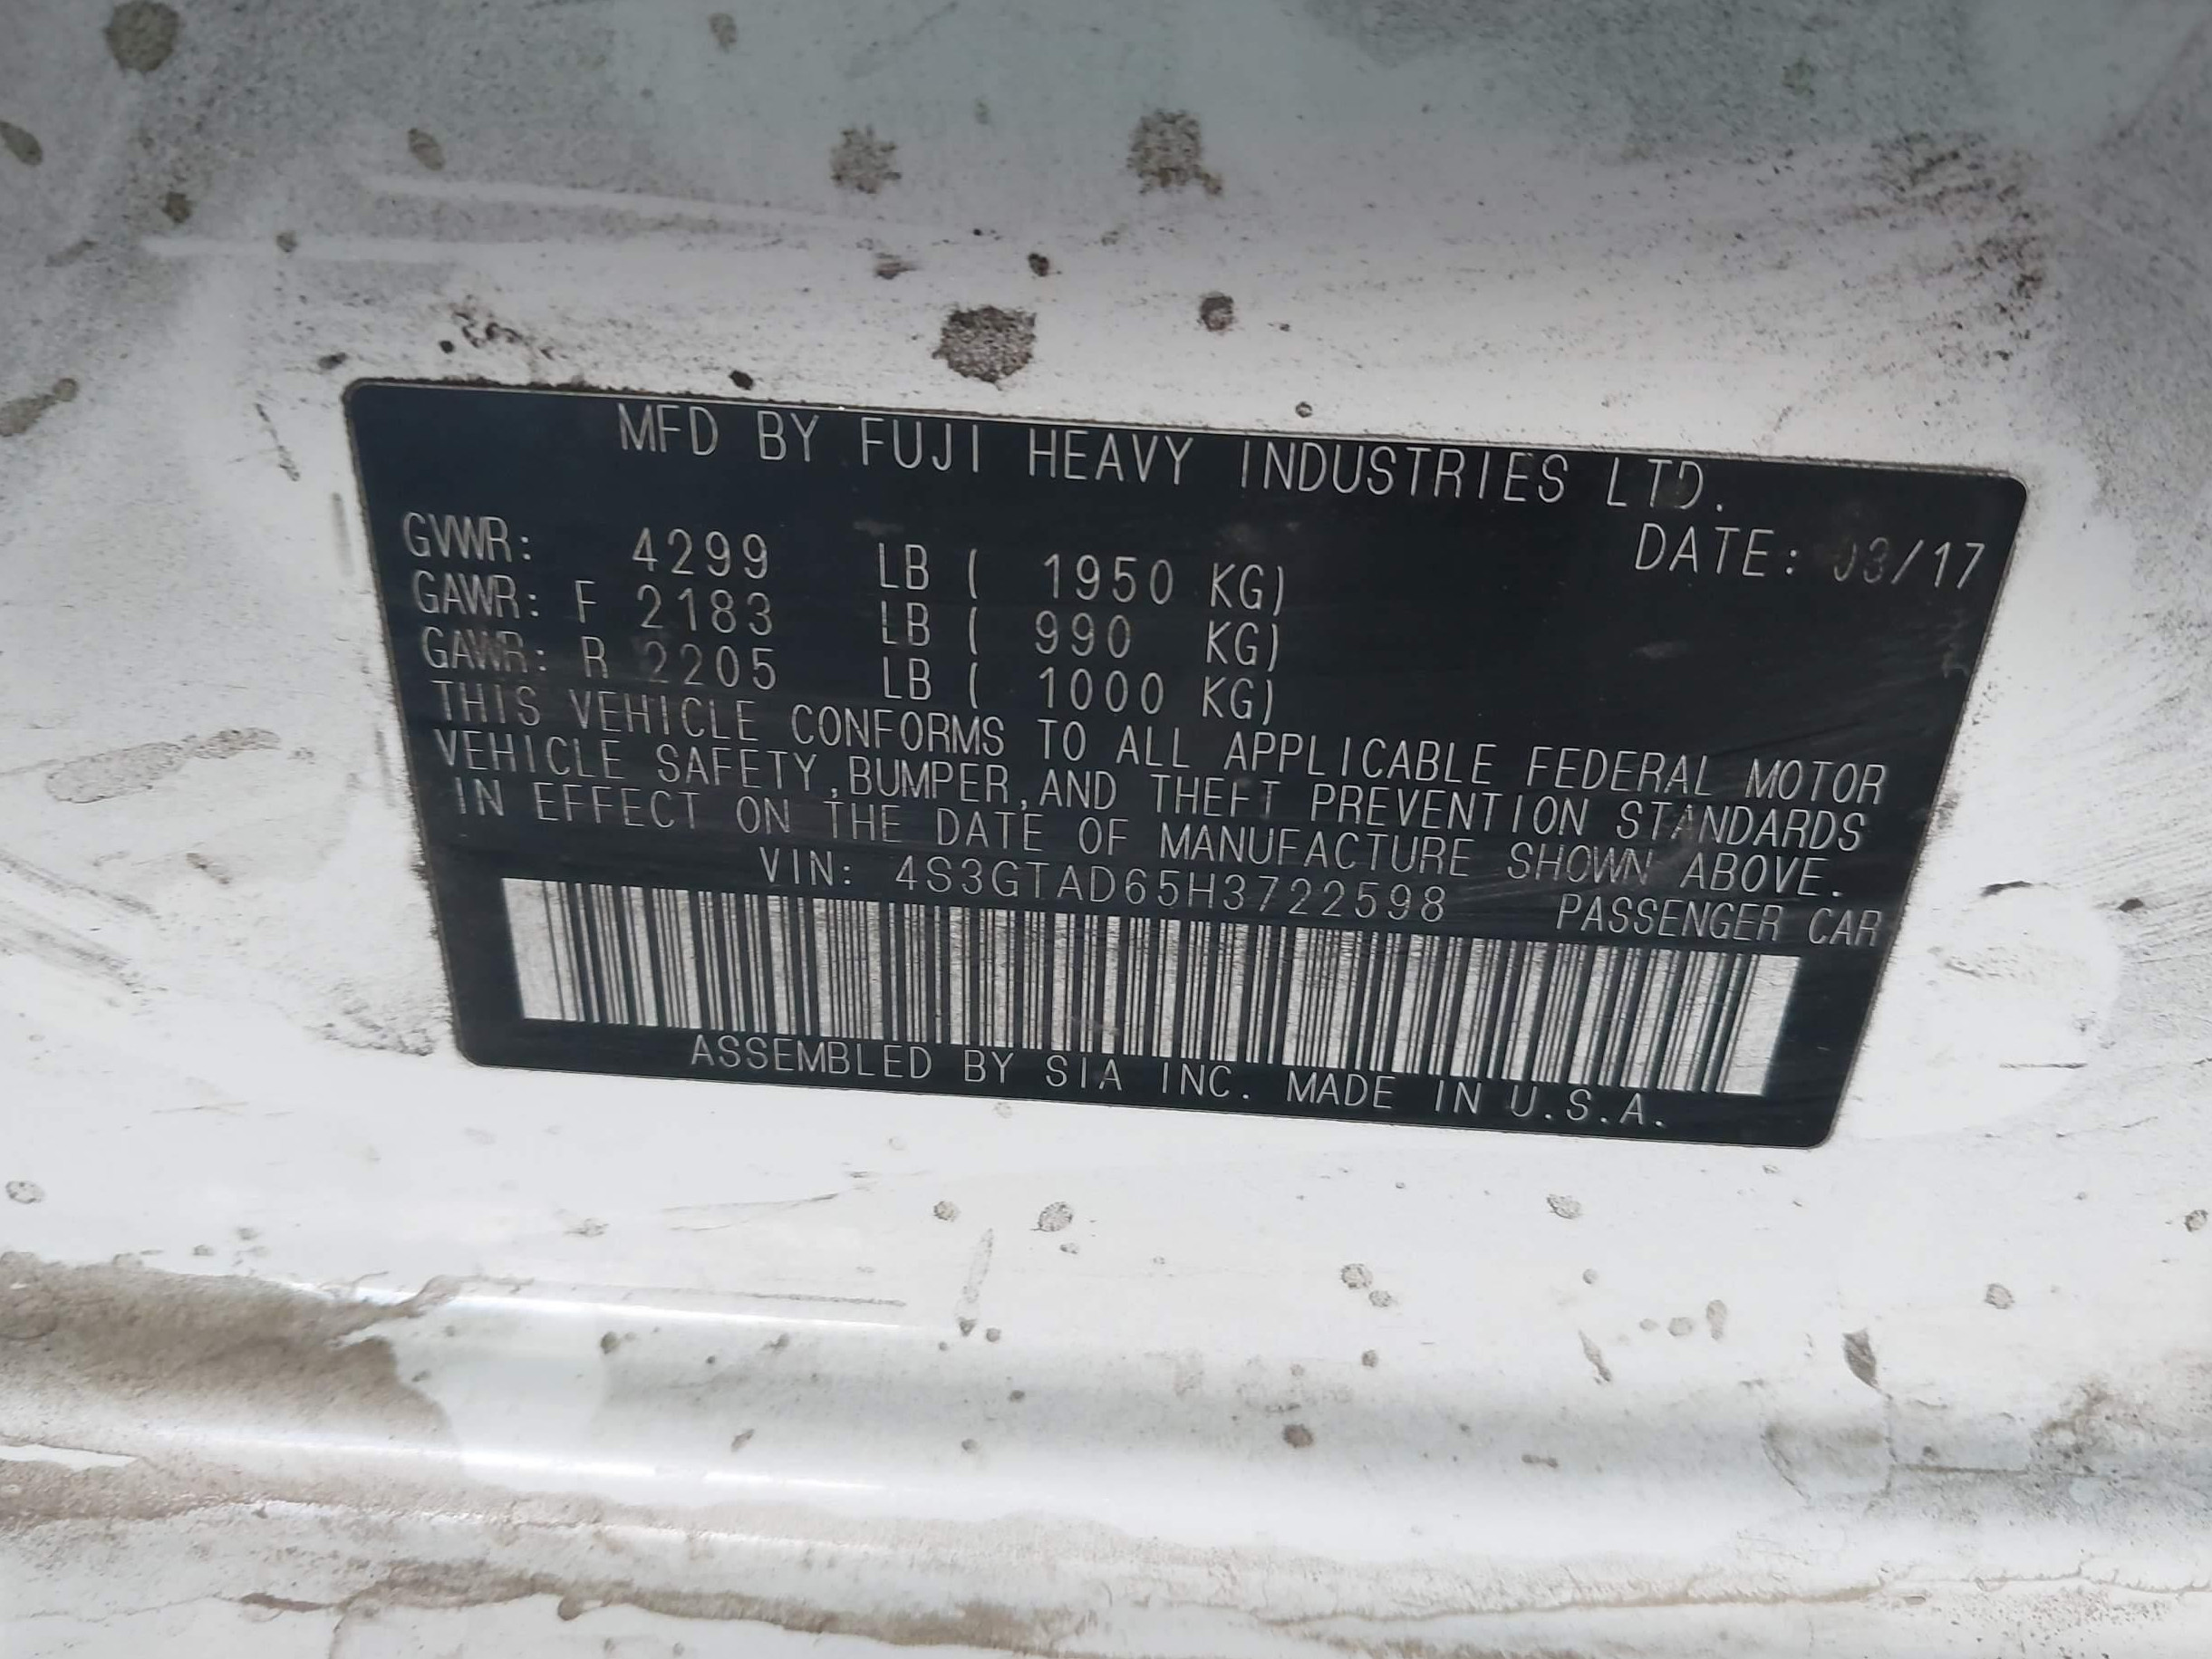 MFD BY FUJI HEAVY INDUSTRIES LTD.
DATE: 03/17
GVWR: 4299 LB ( 1950 KG)
GAWR: F 2183 LB ( 990 KG)
GAWR: R 2205 LB ( 1000 KG)
THIS VEHICLE CONFORMS TO ALL APPLICABLE FEDERAL MOTOR
VEHICLE SAFETY,BUMPER,AND THEFT PREVENTION STANDARDS
IN EFFECT ON THE DATE OF MANUFACTURE SHOWN ABOVE.
VIN: 4S3GTAD65H3722598 PASSENGER CAR
ASSEMBLED BY SIA INC. MADE IN U.S.A.